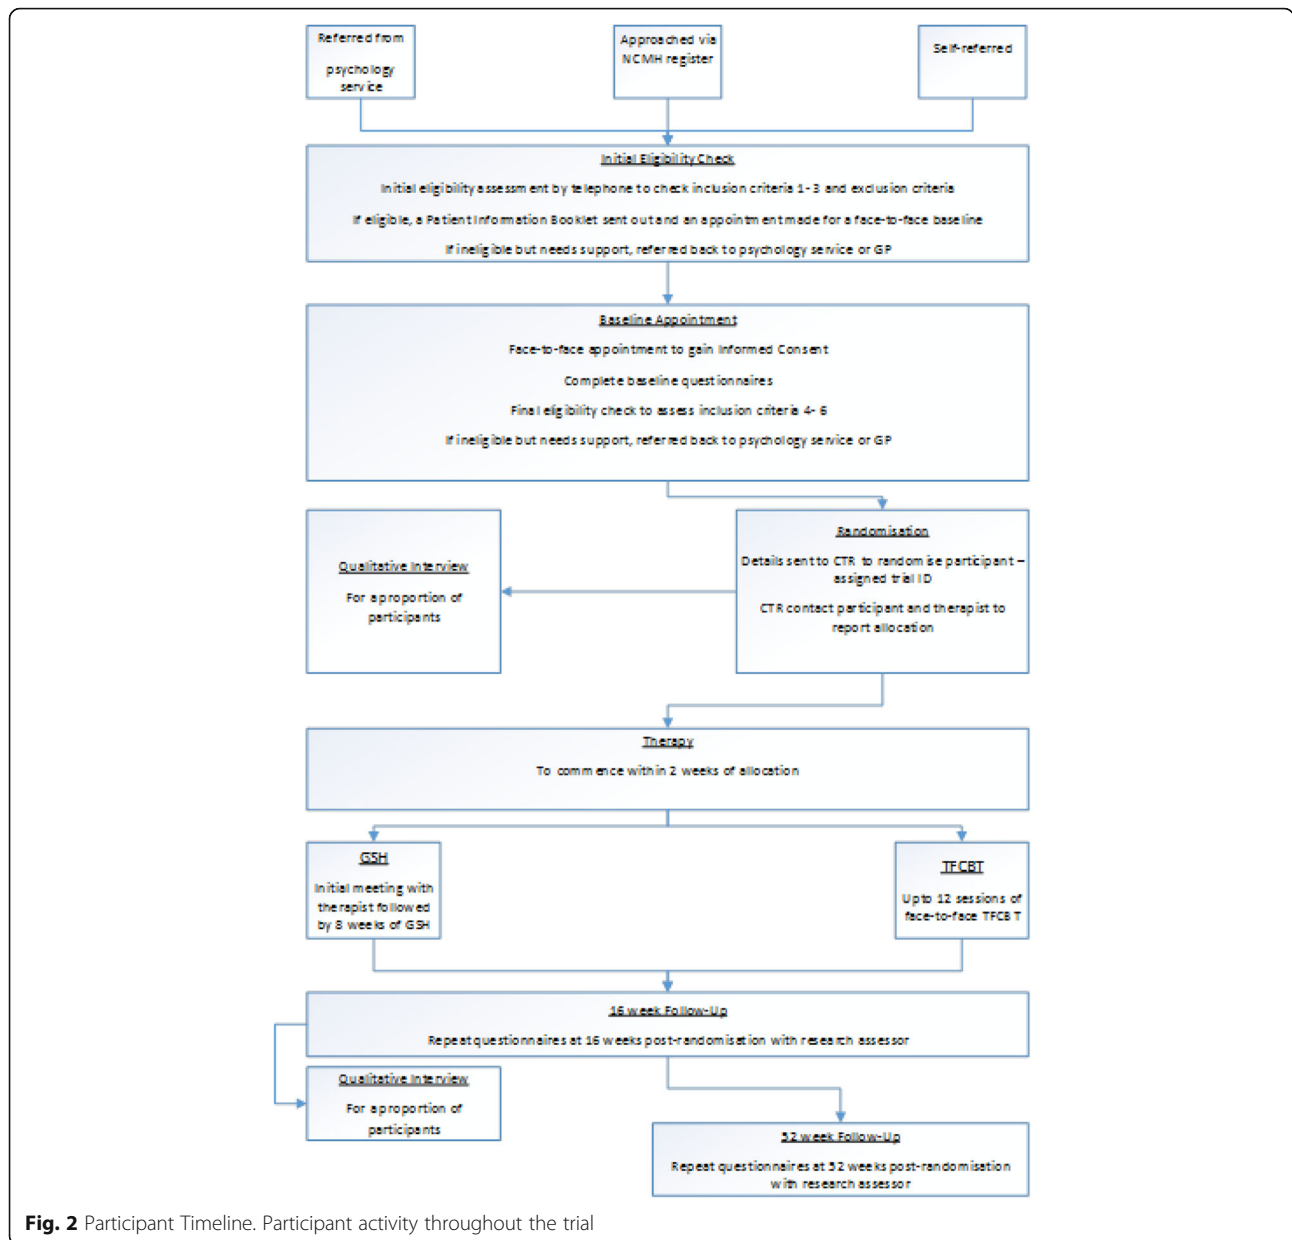 Referred from
psychology
service
Approached via
NCMH register
Self-referred
Initial Eligibility Check
Initial eligibility assessment by telephone to check inclusion criteria 1- 3 and exclusion criteria
If eligible, a Patient Information Booklet sent out and an appointment made for a face-to-face baseline
If ineligible but needs support, referred back to psychology service or GP
Baseline Appointment
Face-to-face appointment to gain Informed Consent
Complete baseline questionnaires
Final eligibility check to assess inclusion criteria 4- 6
If ineligible but needs support, referred back to psychology service or GP
Qualitative Interview
For a proportion of
participants
Randomisation
Details sent to CTR to randomise participant –
assigned trial ID
CTR contact participant and therapist to
report allocation
Therapy
To commence within 2 weeks of allocation
GSH
Initial meeting with
therapist followed
by 8 weeks of GSH
TFCBT
Upto 12 sessions of
face-to-face TFCBT
16 week Follow-Up
Repeat questionnaires at 16 weeks post-randomisation with research assessor
Qualitative Interview
For a proportion of
participants
52 week Follow-Up
Repeat questionnaires at 52 weeks post-randomisation
with research assessor
Fig. 2 Participant Timeline. Participant activity throughout the trial